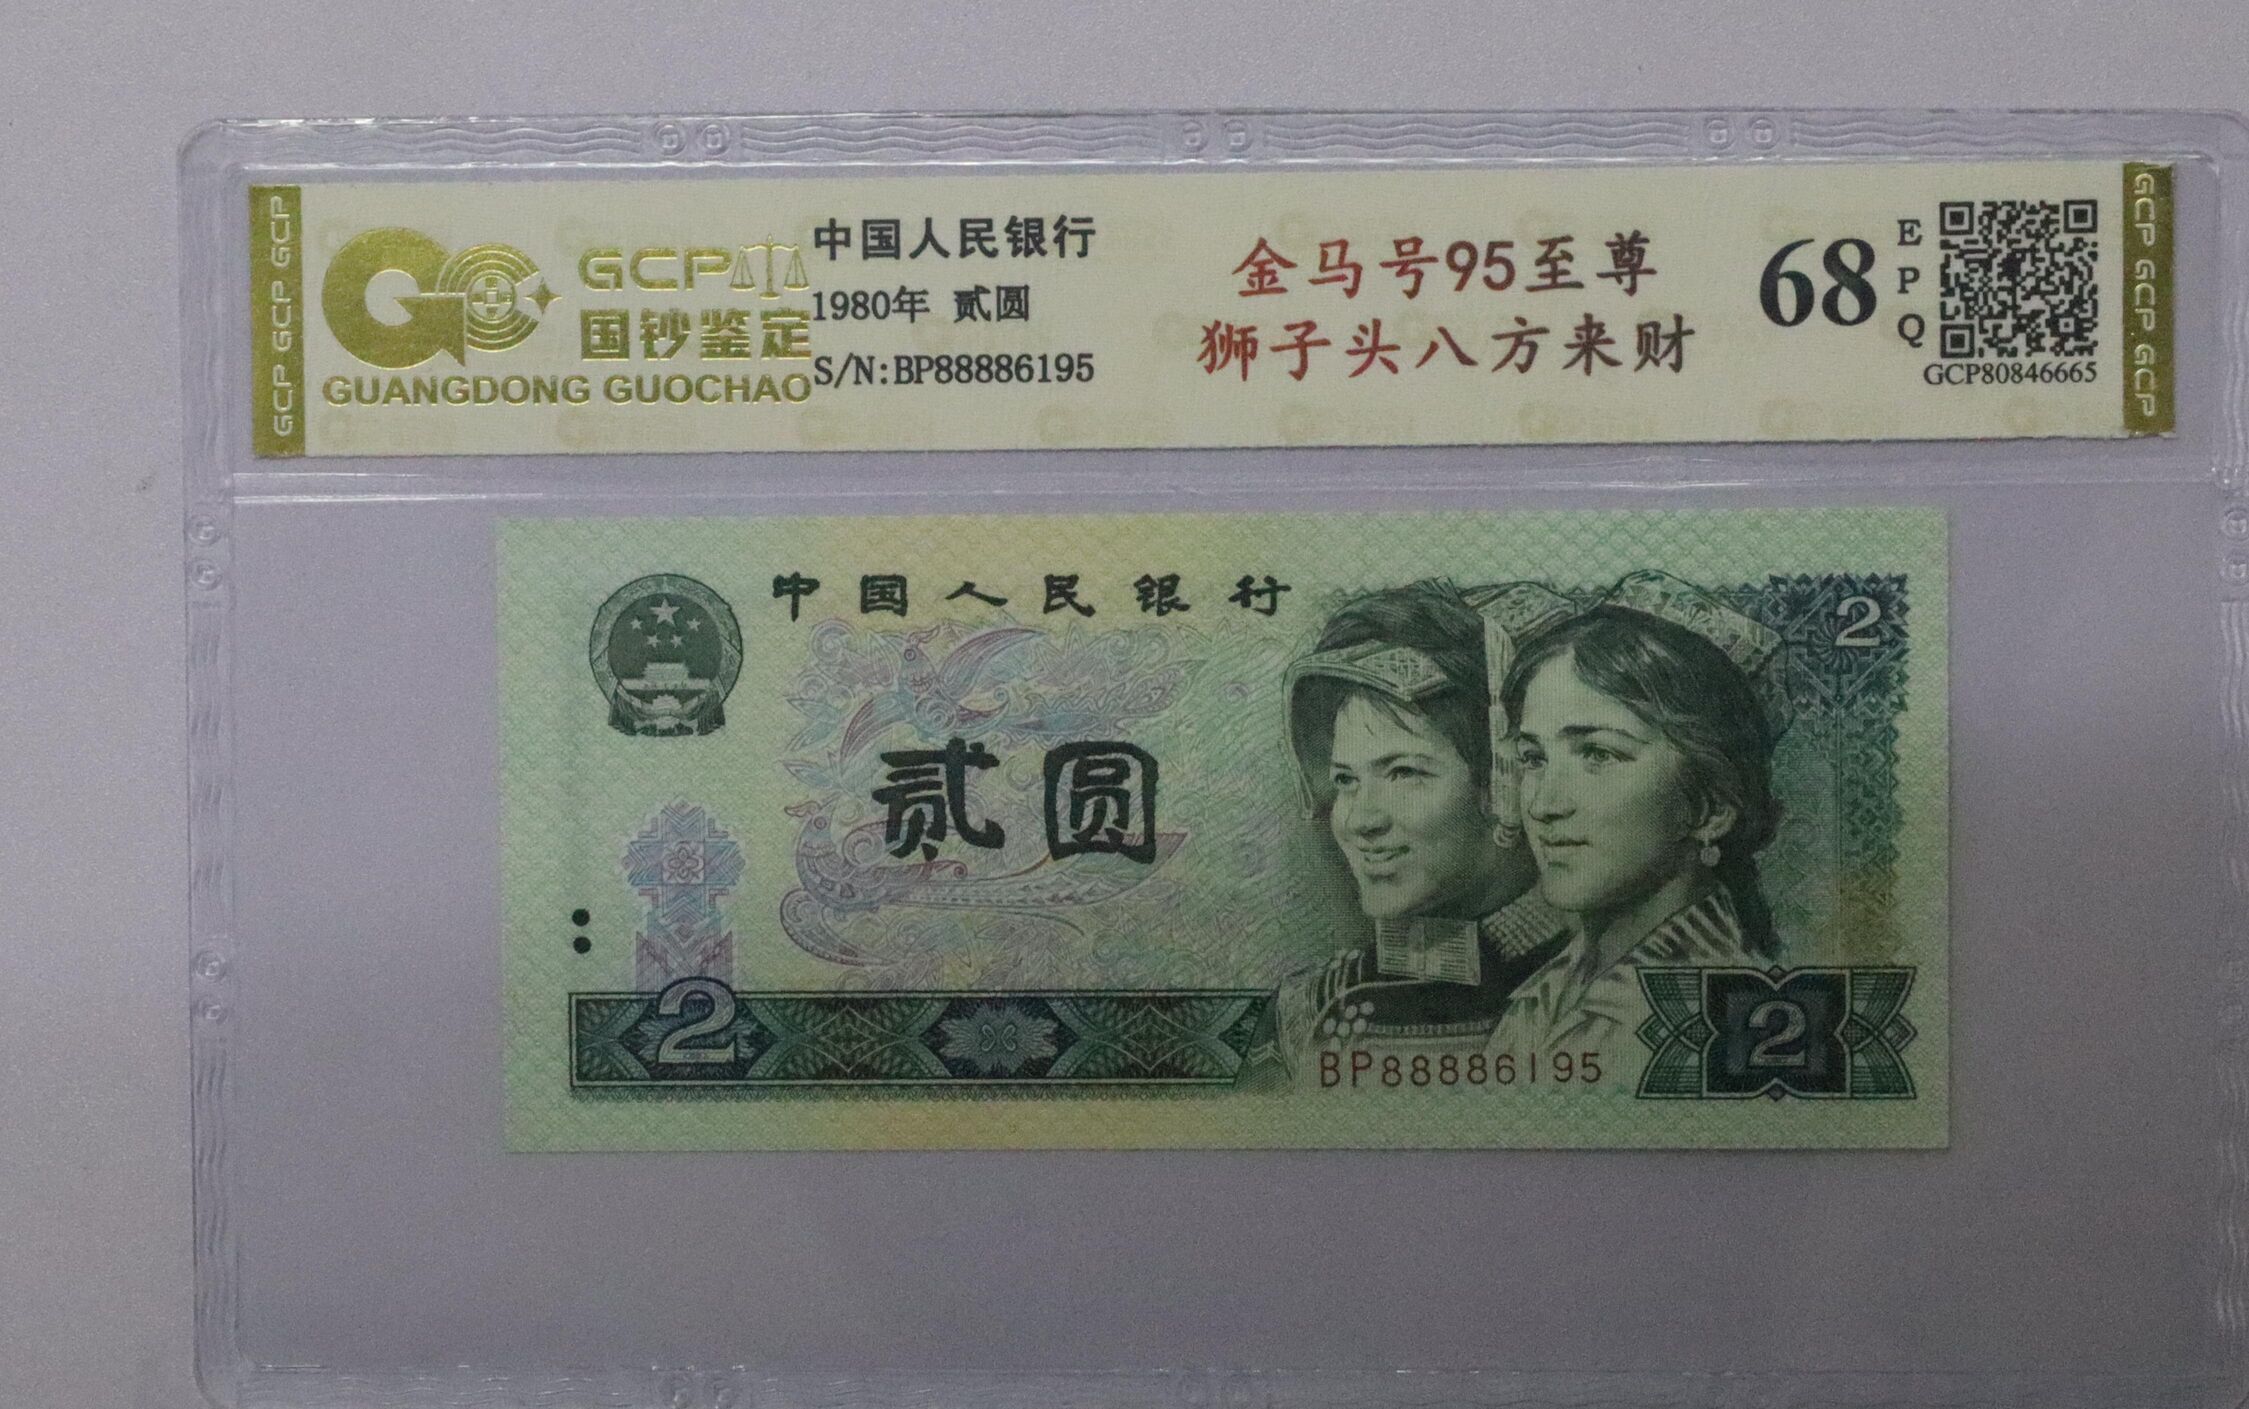 GCP GCP GCP
GCP
国钞鉴定
GUANGDONG GUOCHAO
中国人民银行
1980年 贰圆
S/N:BP88886195
金马号95至尊
狮子头八方来财
68
EPQ
GCP80846665
GCP GCP GCP
中国人民银行
2
贰圆
2
2
BP88886195